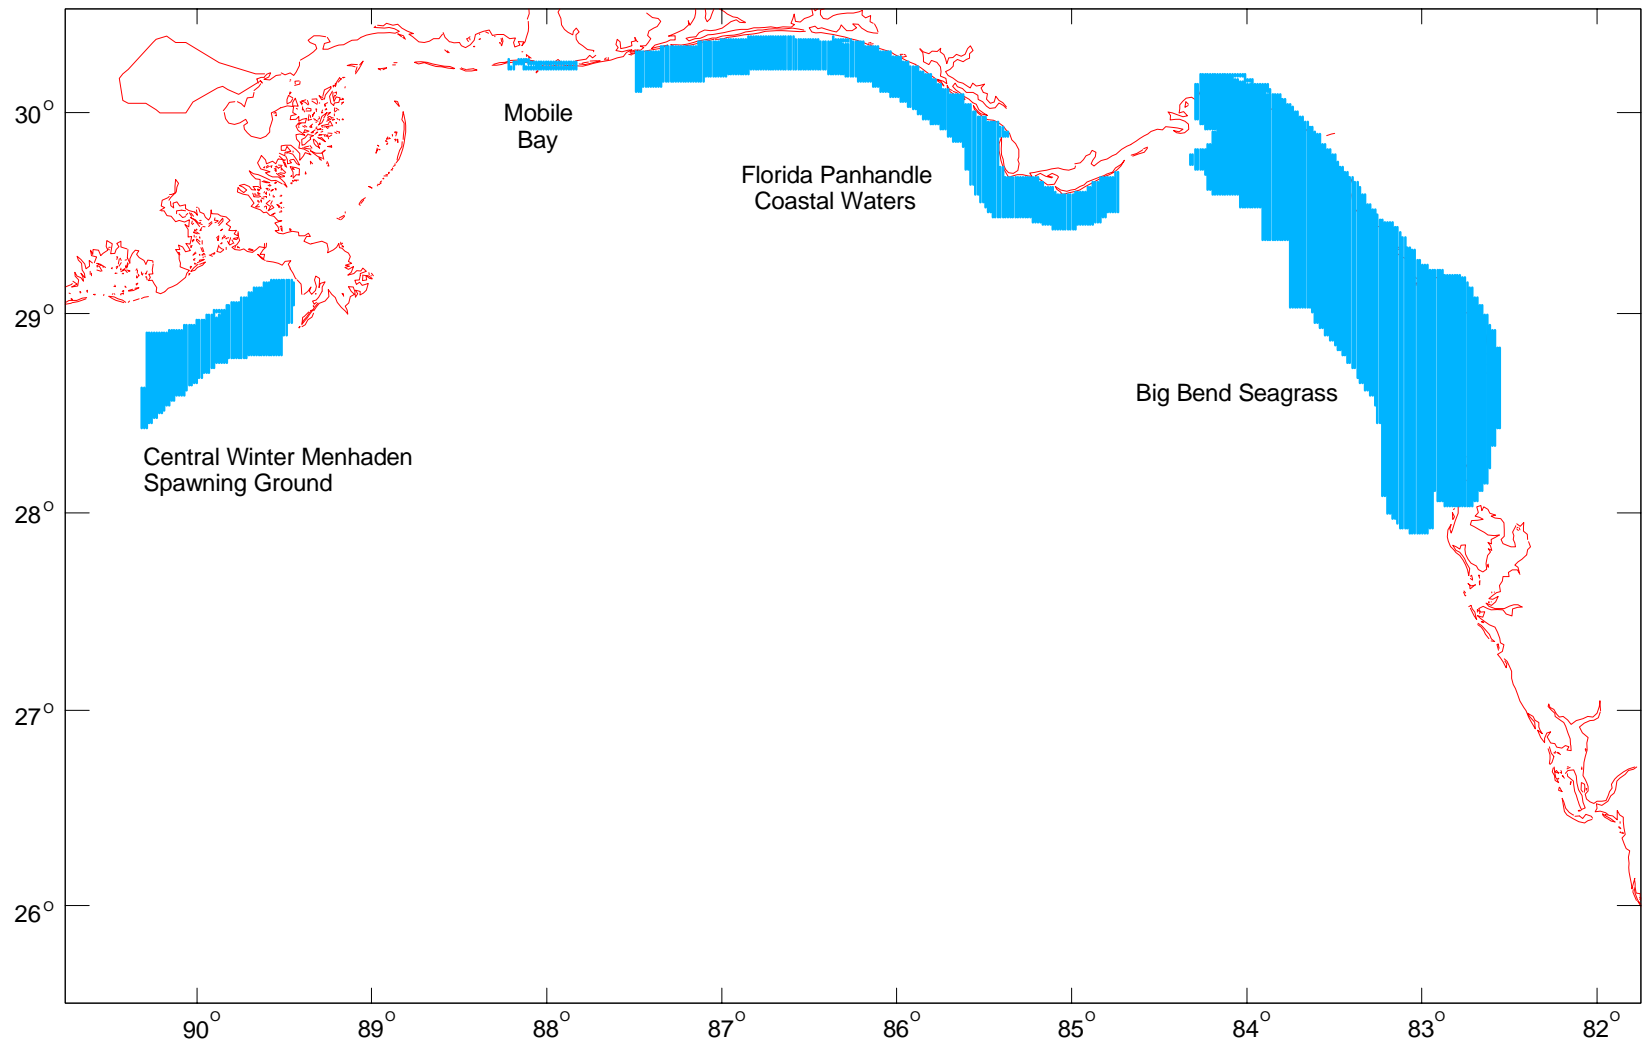 30°
Mobile
Bay
Florida Panhandle
Coastal Waters
29°
Big Bend Seagrass
Central Winter Menhaden
Spawning Ground
28°
27°
26°
90° 89° 88° 87° 86° 85° 84° 83° 82°